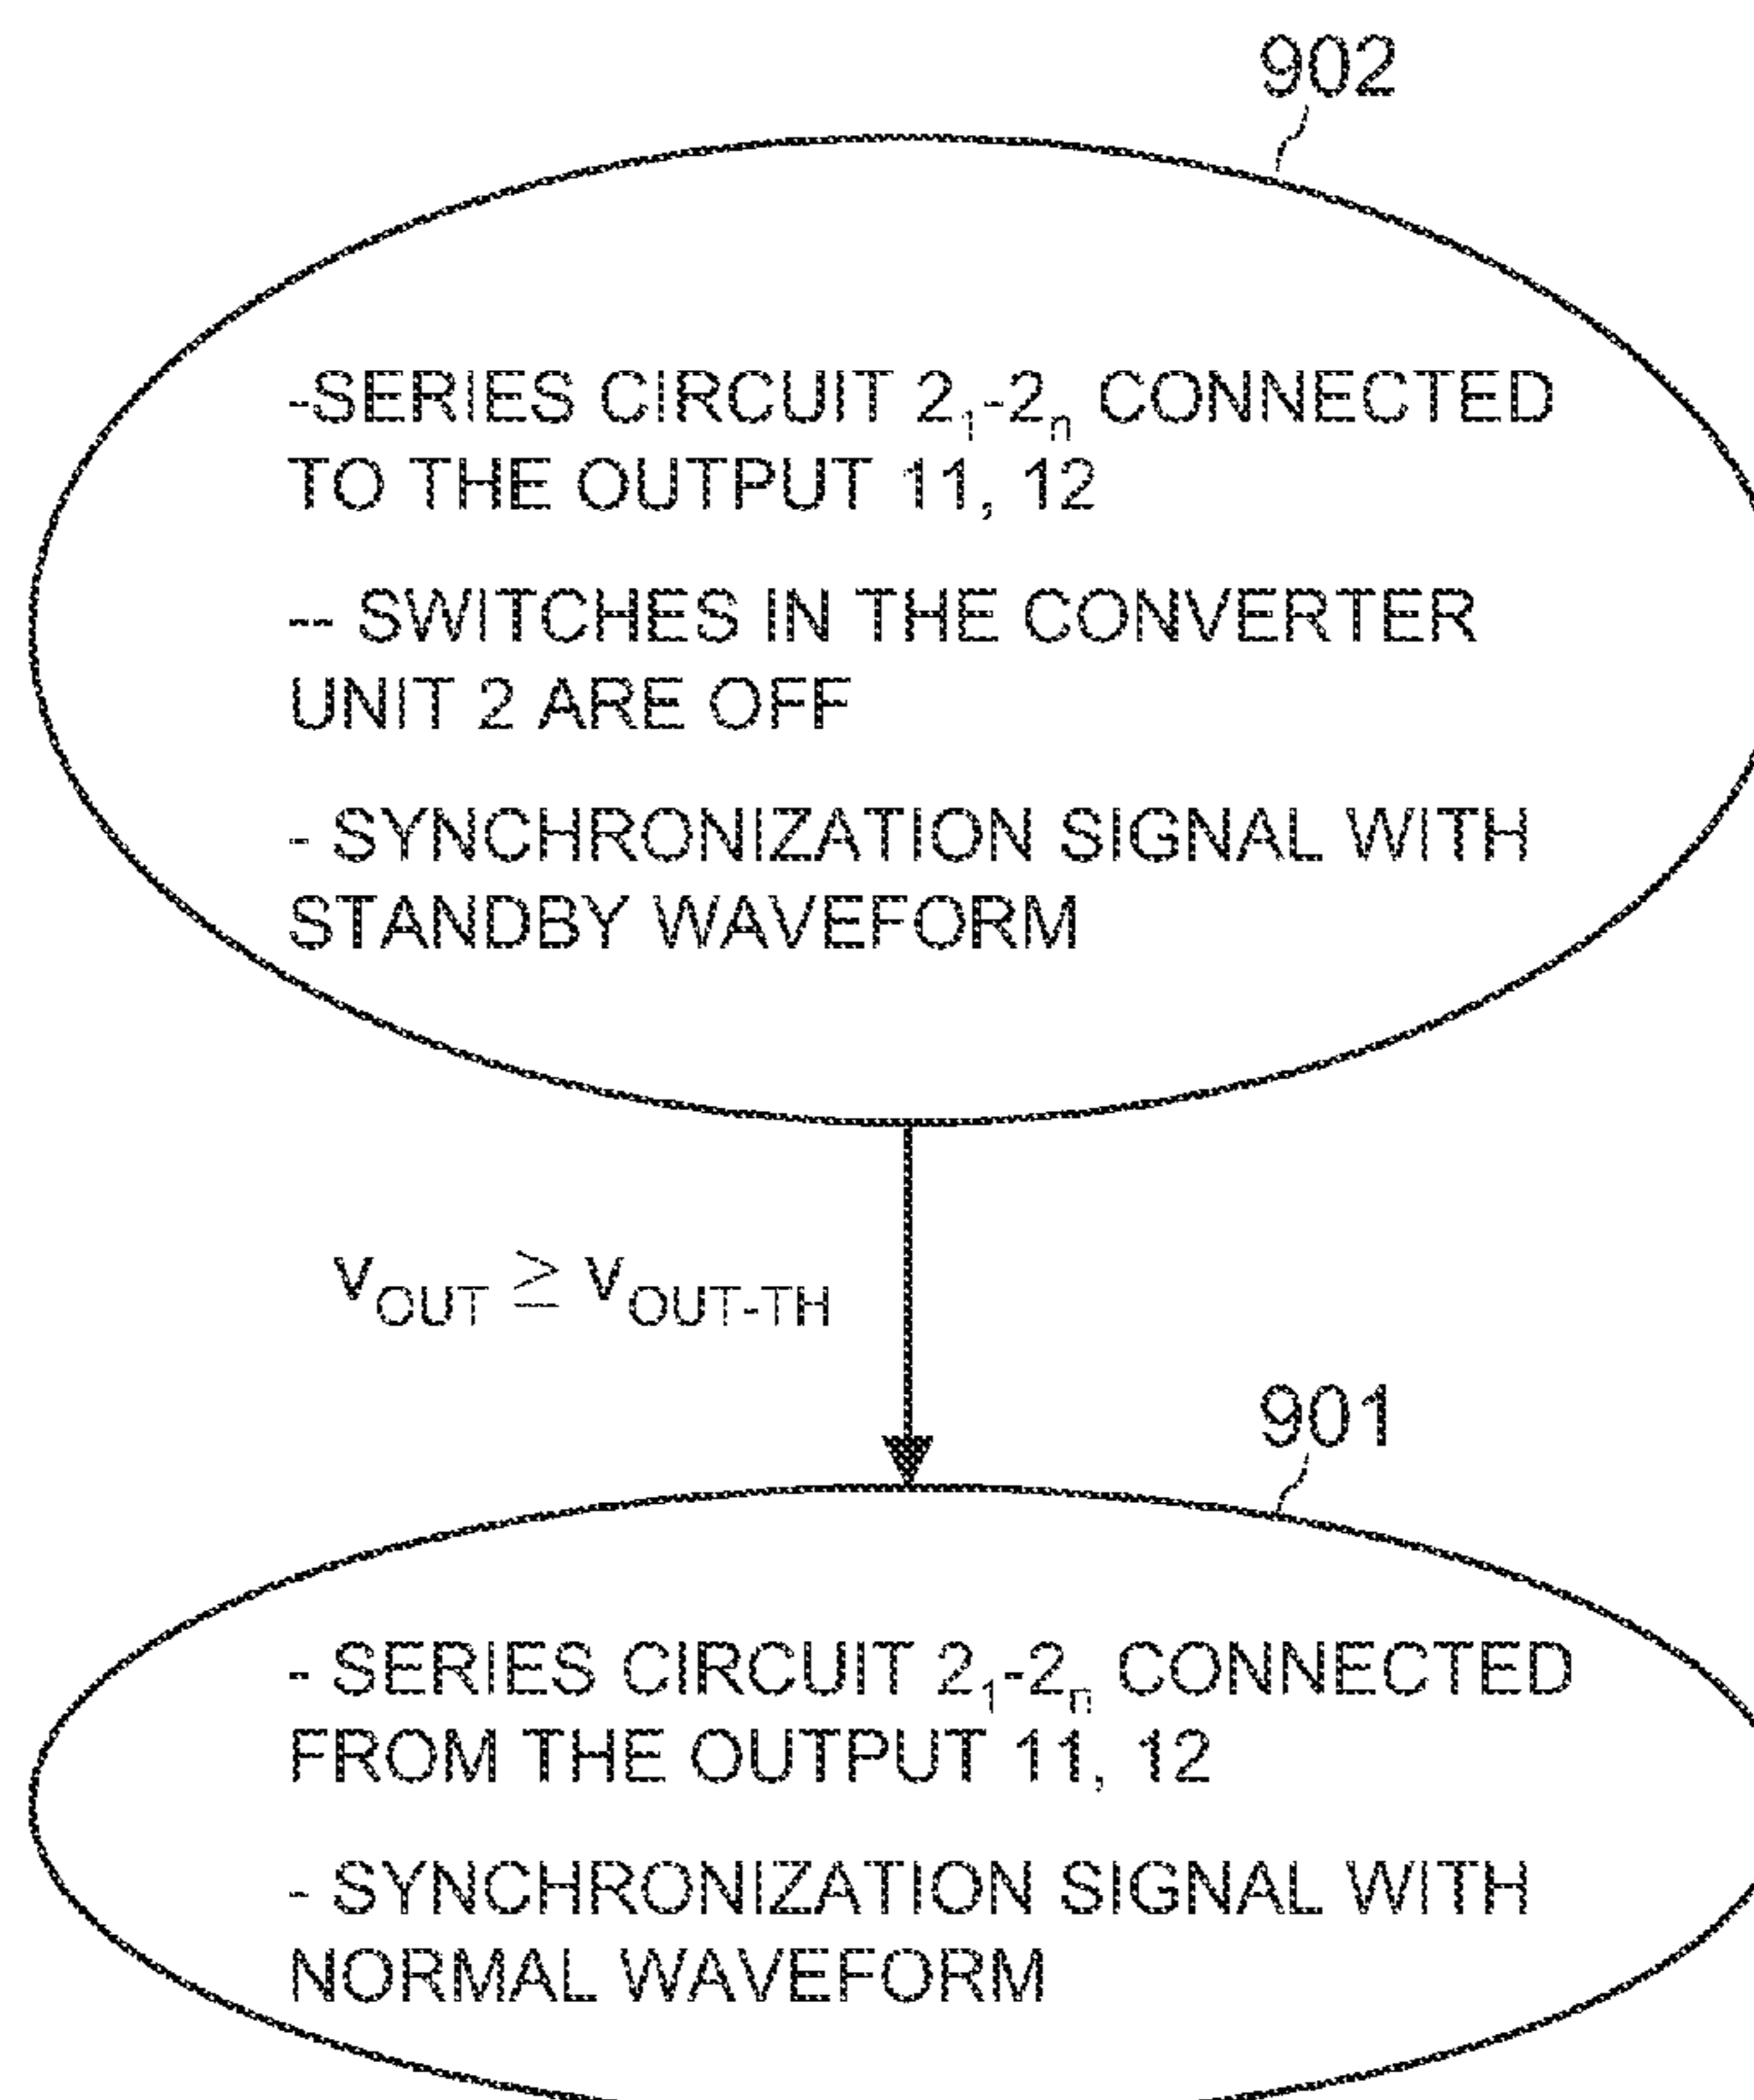 902
-SERIES CIRCUIT 2₁-2ₙ CONNECTED
TO THE OUTPUT 11, 12
-- SWITCHES IN THE CONVERTER
UNIT 2 ARE OFF
- SYNCHRONIZATION SIGNAL WITH
STANDBY WAVEFORM
V_OUT ≥ V_OUT-TH
901
- SERIES CIRCUIT 2₁-2ₙ CONNECTED
FROM THE OUTPUT 11, 12
- SYNCHRONIZATION SIGNAL WITH
NORMAL WAVEFORM